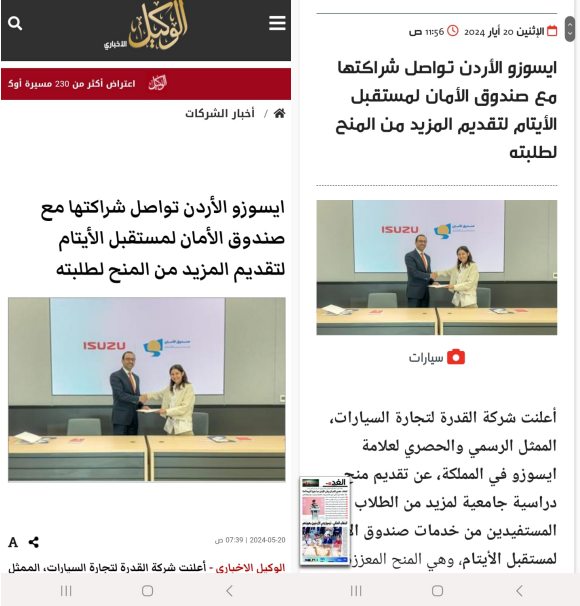 الوكيل
الاخباري
اعتراض أكثر من 230 مسيرة أوك
أخبار الشركات /
ايسوزو الأردن تواصل شراكتها مع
صندوق الأمان لمستقبل الأيتام
لتقديم المزيد من المنح لطلبته
ISUZU
صندوق الأمان
A
2024-05-20 | 07:39 ص
الوكيل الاخباري - أعلنت شركة القدرة لتجارة السيارات، الممثل
الإثنين 20 أيار 2024 11:56 ص
ايسوزو الأردن تواصل شراكتها
مع صندوق الأمان لمستقبل
الأيتام لتقديم المزيد من المنح
لطلبته
ISUZU
سيارات
أعلنت شركة القدرة لتجارة السيارات،
الممثل الرسمي والحصري لعلامة
ايسوزو في المملكة، عن تقديم منح
دراسية جامعية لمزيد من الطلاب
المستفيدين من خدمات صندوق
لمستقبل الأيتام، وهي المنح المعززة
الغد